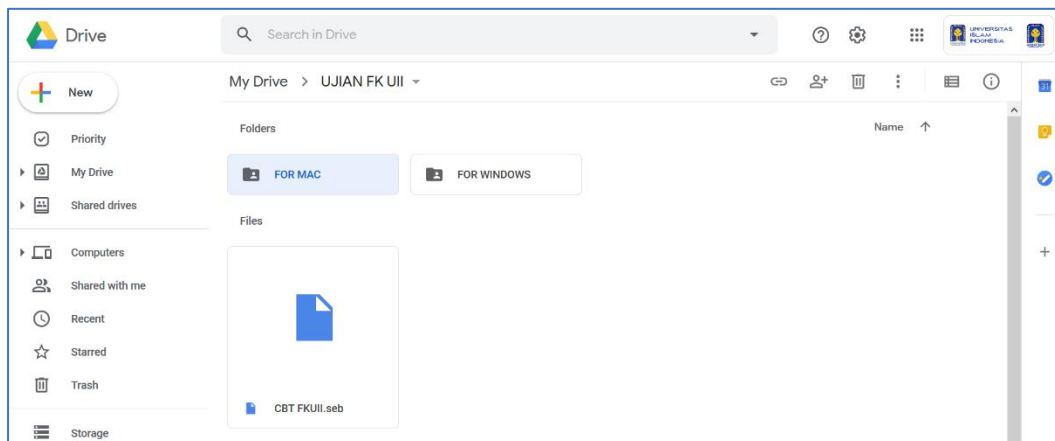 Drive
Search in Drive
UNIVERSITAS
ISLAM
INDONESIA
New
My Drive > UJIAN FK UII
Priority
My Drive
Shared drives
Computers
Shared with me
Recent
Starred
Trash
Storage
Folders
Name
FOR MAC
FOR WINDOWS
Files
CBT FKUII.seb
31